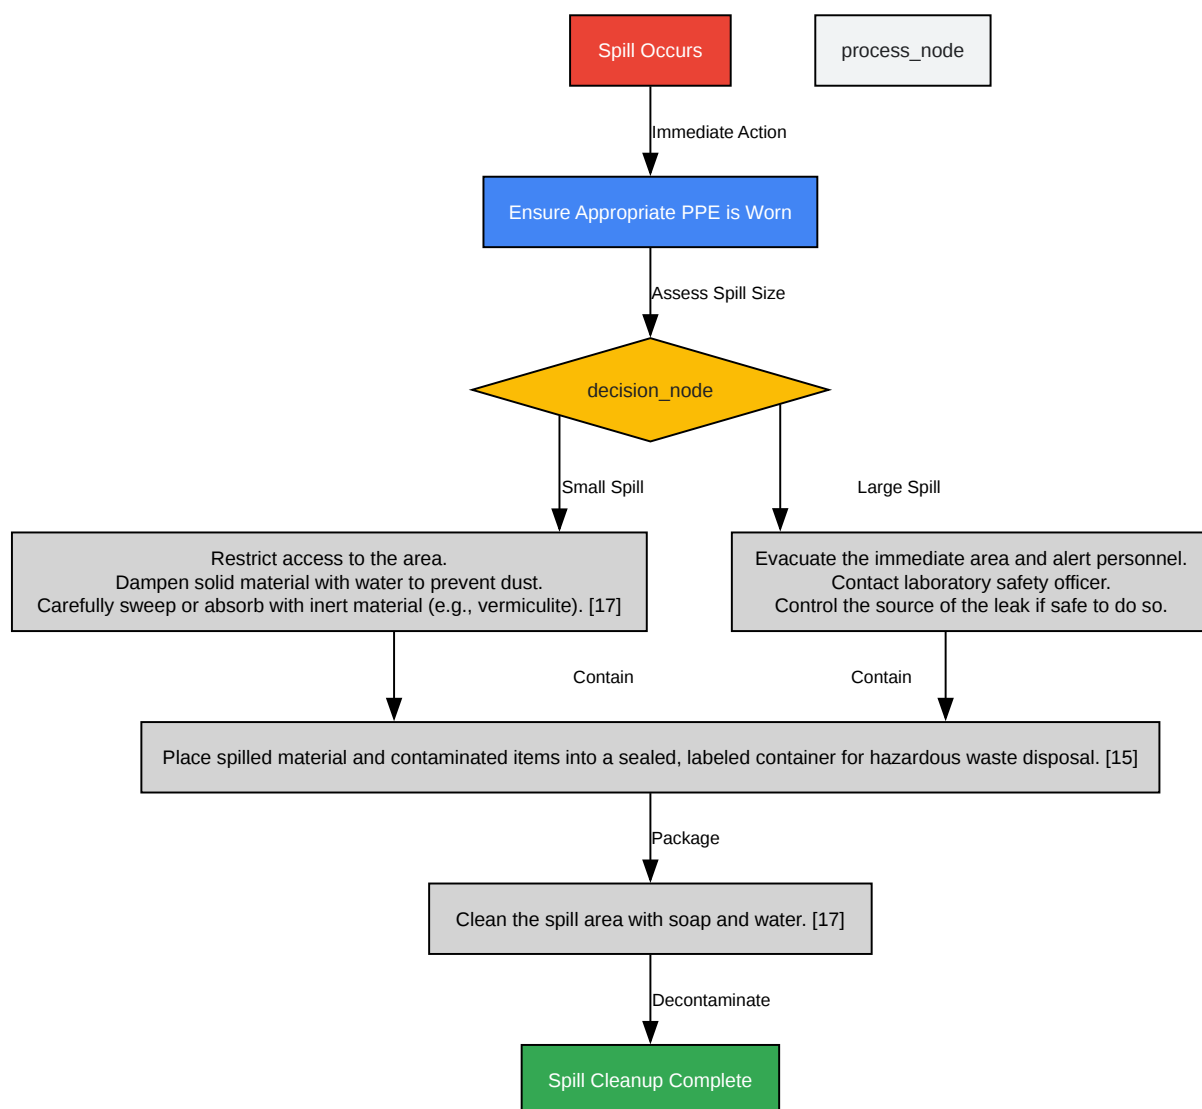 Spill Occurs
process_node
Immediate Action
Ensure Appropriate PPE is Worn
Assess Spill Size
decision_node
Small Spill
Large Spill
Restrict access to the area.
Dampen solid material with water to prevent dust.
Carefully sweep or absorb with inert material (e.g., vermiculite). [17]
Evacuate the immediate area and alert personnel.
Contact laboratory safety officer.
Control the source of the leak if safe to do so.
Contain
Contain
Place spilled material and contaminated items into a sealed, labeled container for hazardous waste disposal. [15]
Package
Clean the spill area with soap and water. [17]
Decontaminate
Spill Cleanup Complete